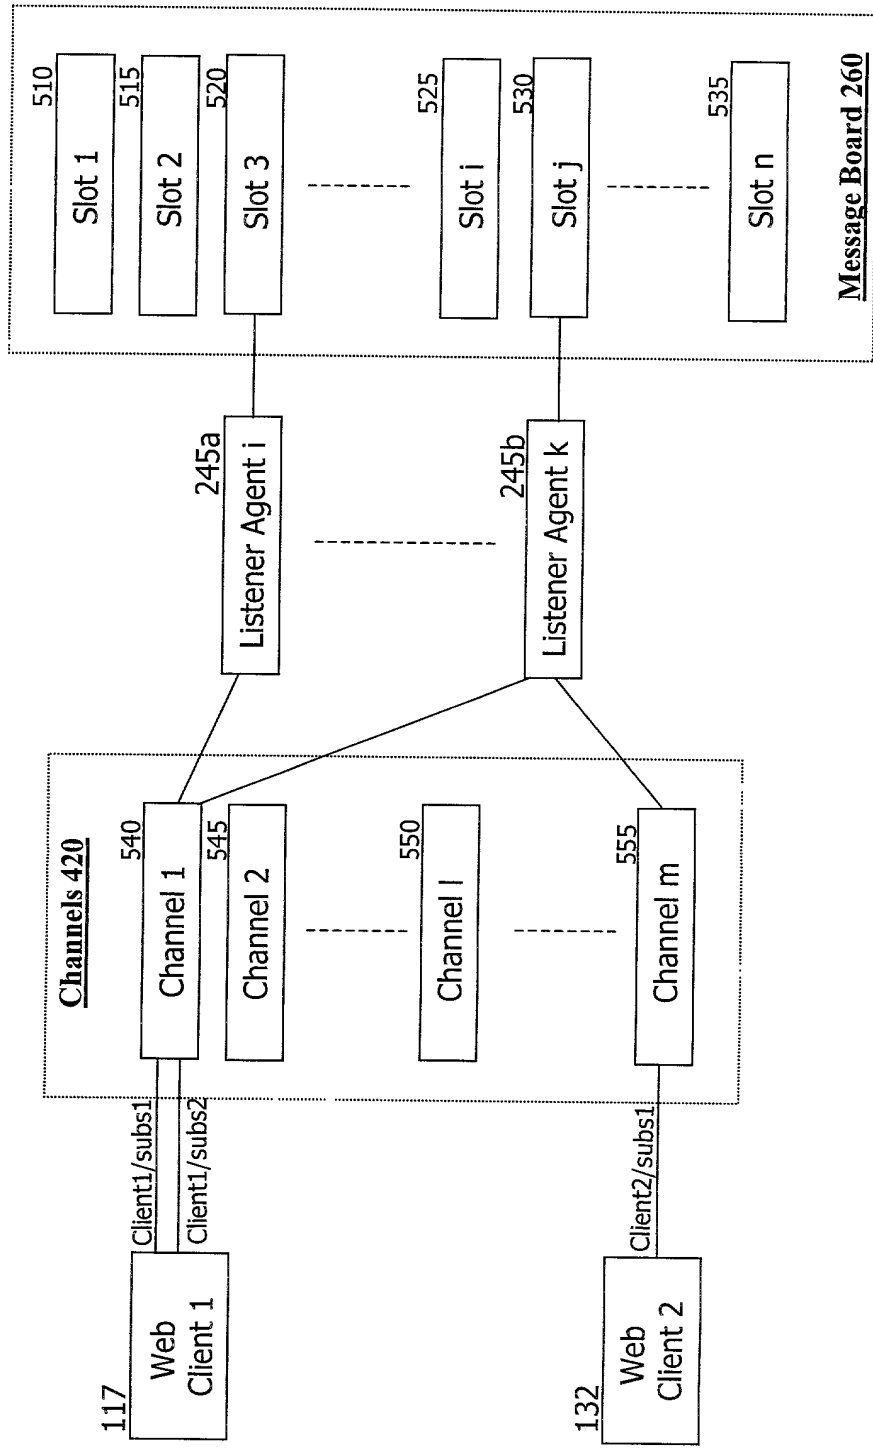 117
Web
Client 1
132
Web
Client 2
Client1/subs1
Client1/subs2
Client2/subs1
Channels 420
540
Channel 1
545
Channel 2
550
Channel l
555
Channel m
245a
Listener Agent i
245b
Listener Agent k
510
Slot 1
515
Slot 2
520
Slot 3
525
Slot i
530
Slot j
535
Slot n
Message Board 260